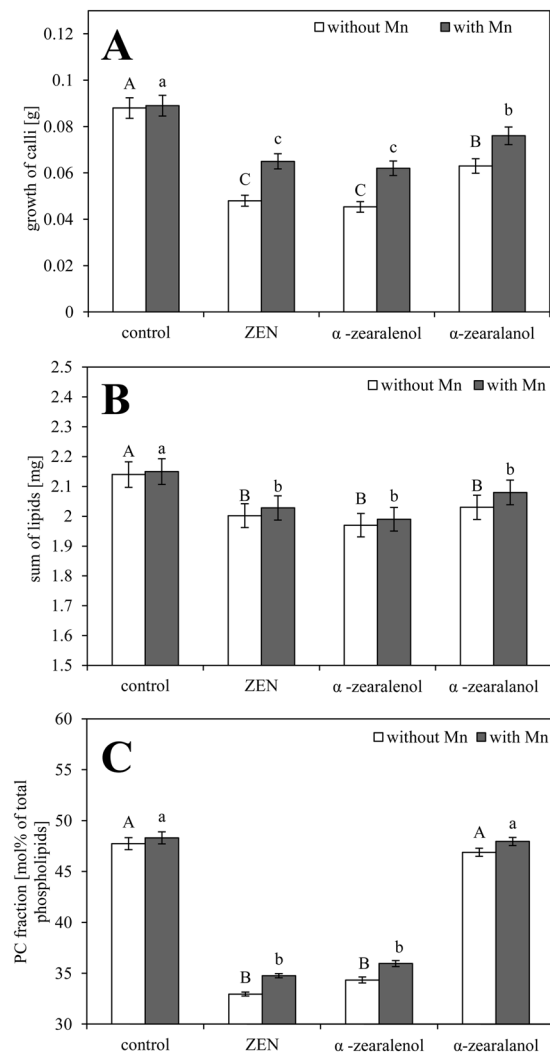 A
without Mn with Mn
growth of calli [g]
0.12
0.1
0.08
0.06
0.04
0.02
0
A a
C c
C c
B b
control ZEN α -zearalenol α-zearalanol
B
without Mn with Mn
sum of lipids [mg]
2.5
2.4
2.3
2.2
2.1
2
1.9
1.8
1.7
1.6
1.5
A a
B b
B b
B b
control ZEN α -zearalenol α -zearalanol
C
without Mn with Mn
PC fraction [mol% of total
phospholipids]
60
55
50
45
40
35
30
A a
B b
B b
A a
control ZEN α -zearalenol α-zearalanol